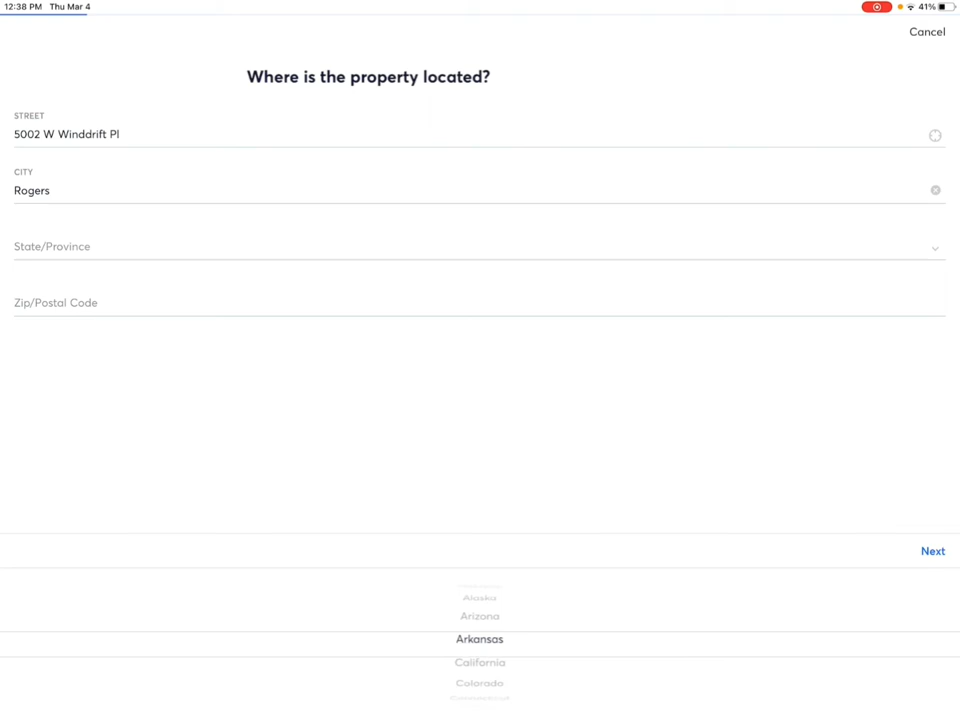 12:38 PM Thu Mar 4
41%
Cancel
Where is the property located?
STREET
5002 W Winddrift Pl
CITY
Rogers
State/Province
Zip/Postal Code
Next
Alaska
Arizona
Arkansas
California
Colorado